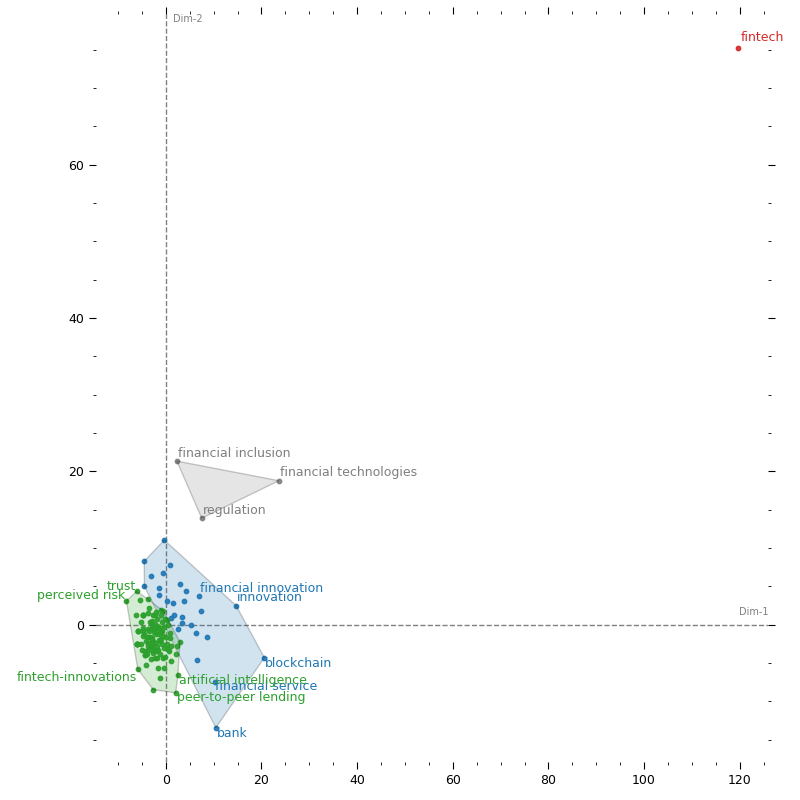 Dim-2
fintech
60
40
financial inclusion
financial technologies
20
regulation
trust
perceived risk
financial innovation
innovation
Dim-1
0
blockchain
fintech-innovations
artificial intelligence
financial service
peer-to-peer lending
bank
0 20 40 60 80 100 120